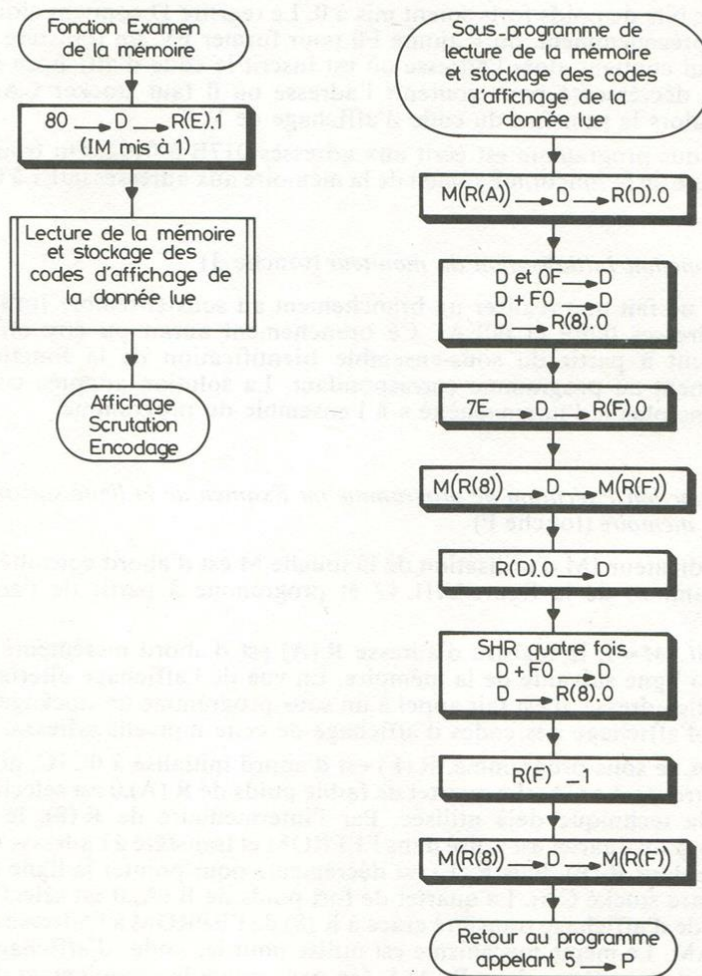 Fonction Examen
de la mémoire
80 → D → R(E).1
(IM mis à 1)
Lecture de la mémoire
et stockage des
codes d'affichage de
la donnée lue
Affichage
Scrutation
Encodage
Sous-programme de
lecture de la mémoire
et stockage des codes
d'affichage de la
donnée lue
M(R(A)) → D → R(D).0
D et 0F → D
D + F0 → D
→ R(8).0
7E → D → R(F).0
M(R(8)) → D → M(R(F))
R(D).0 → D
SHR quatre fois
D + F0 → D
D → R(8).0
R(F) -1
M(R(8)) → D → M(R(F))
Retour au programme
appelant 5 → P